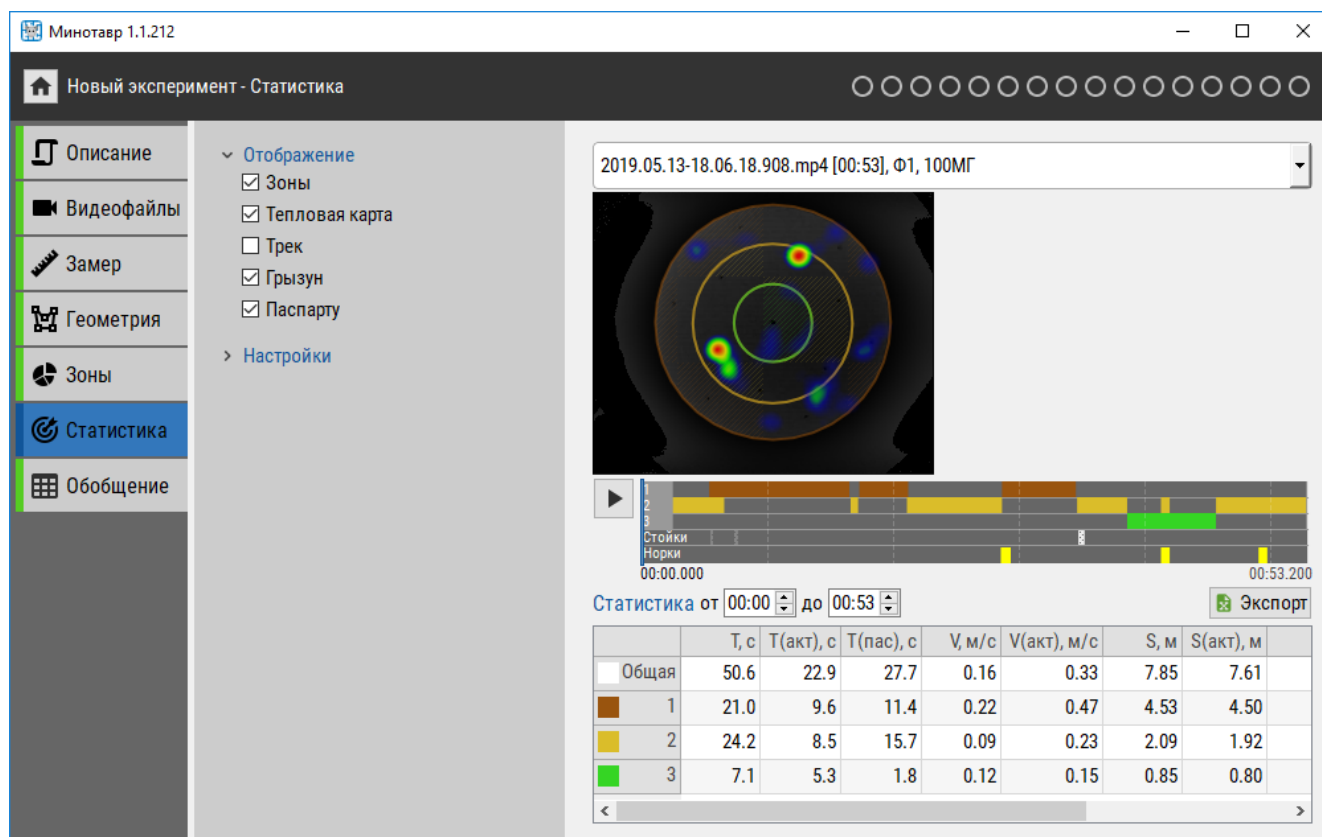 Минотавр 1.1.212
Новый эксперимент - Статистика
Описание
Видеофайлы
Замер
Геометрия
Зоны
Статистика
Обобщение
Отображение
Зоны
Тепловая карта
Трек
Грызун
Паспарту
Настройки
2019.05.13-18.06.18.908.mp4 [00:53], Ф1, 100МГ
1
2
3
Стойки
Норки
00:00.000 00:53.200
Статистика от 00:00 до 00:53 Экспорт
T, с T(акт), с T(пас), с V, м/с V(акт), м/с S, м S(акт), м
Общая 50.6 22.9 27.7 0.16 0.33 7.85 7.61
1 21.0 9.6 11.4 0.22 0.47 4.53 4.50
2 24.2 8.5 15.7 0.09 0.23 2.09 1.92
3 7.1 5.3 1.8 0.12 0.15 0.85 0.80